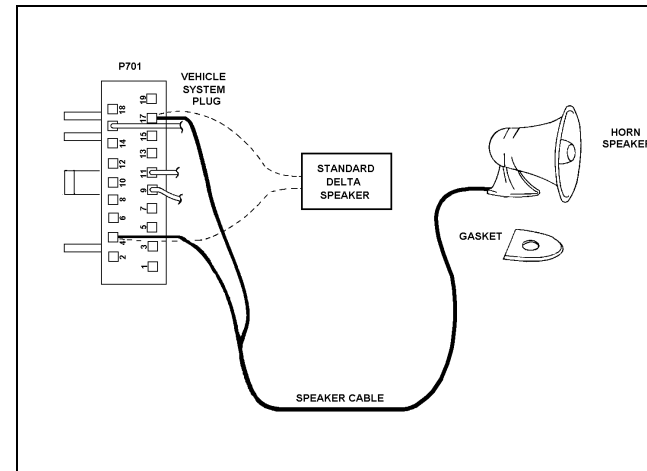 P701
VEHICLE
SYSTEM
PLUG
19
18
17
15
14
13
12
11
10
9
8
7
6
5
4
3
2
1
STANDARD
DELTA
SPEAKER
HORN
SPEAKER
GASKET
SPEAKER CABLE